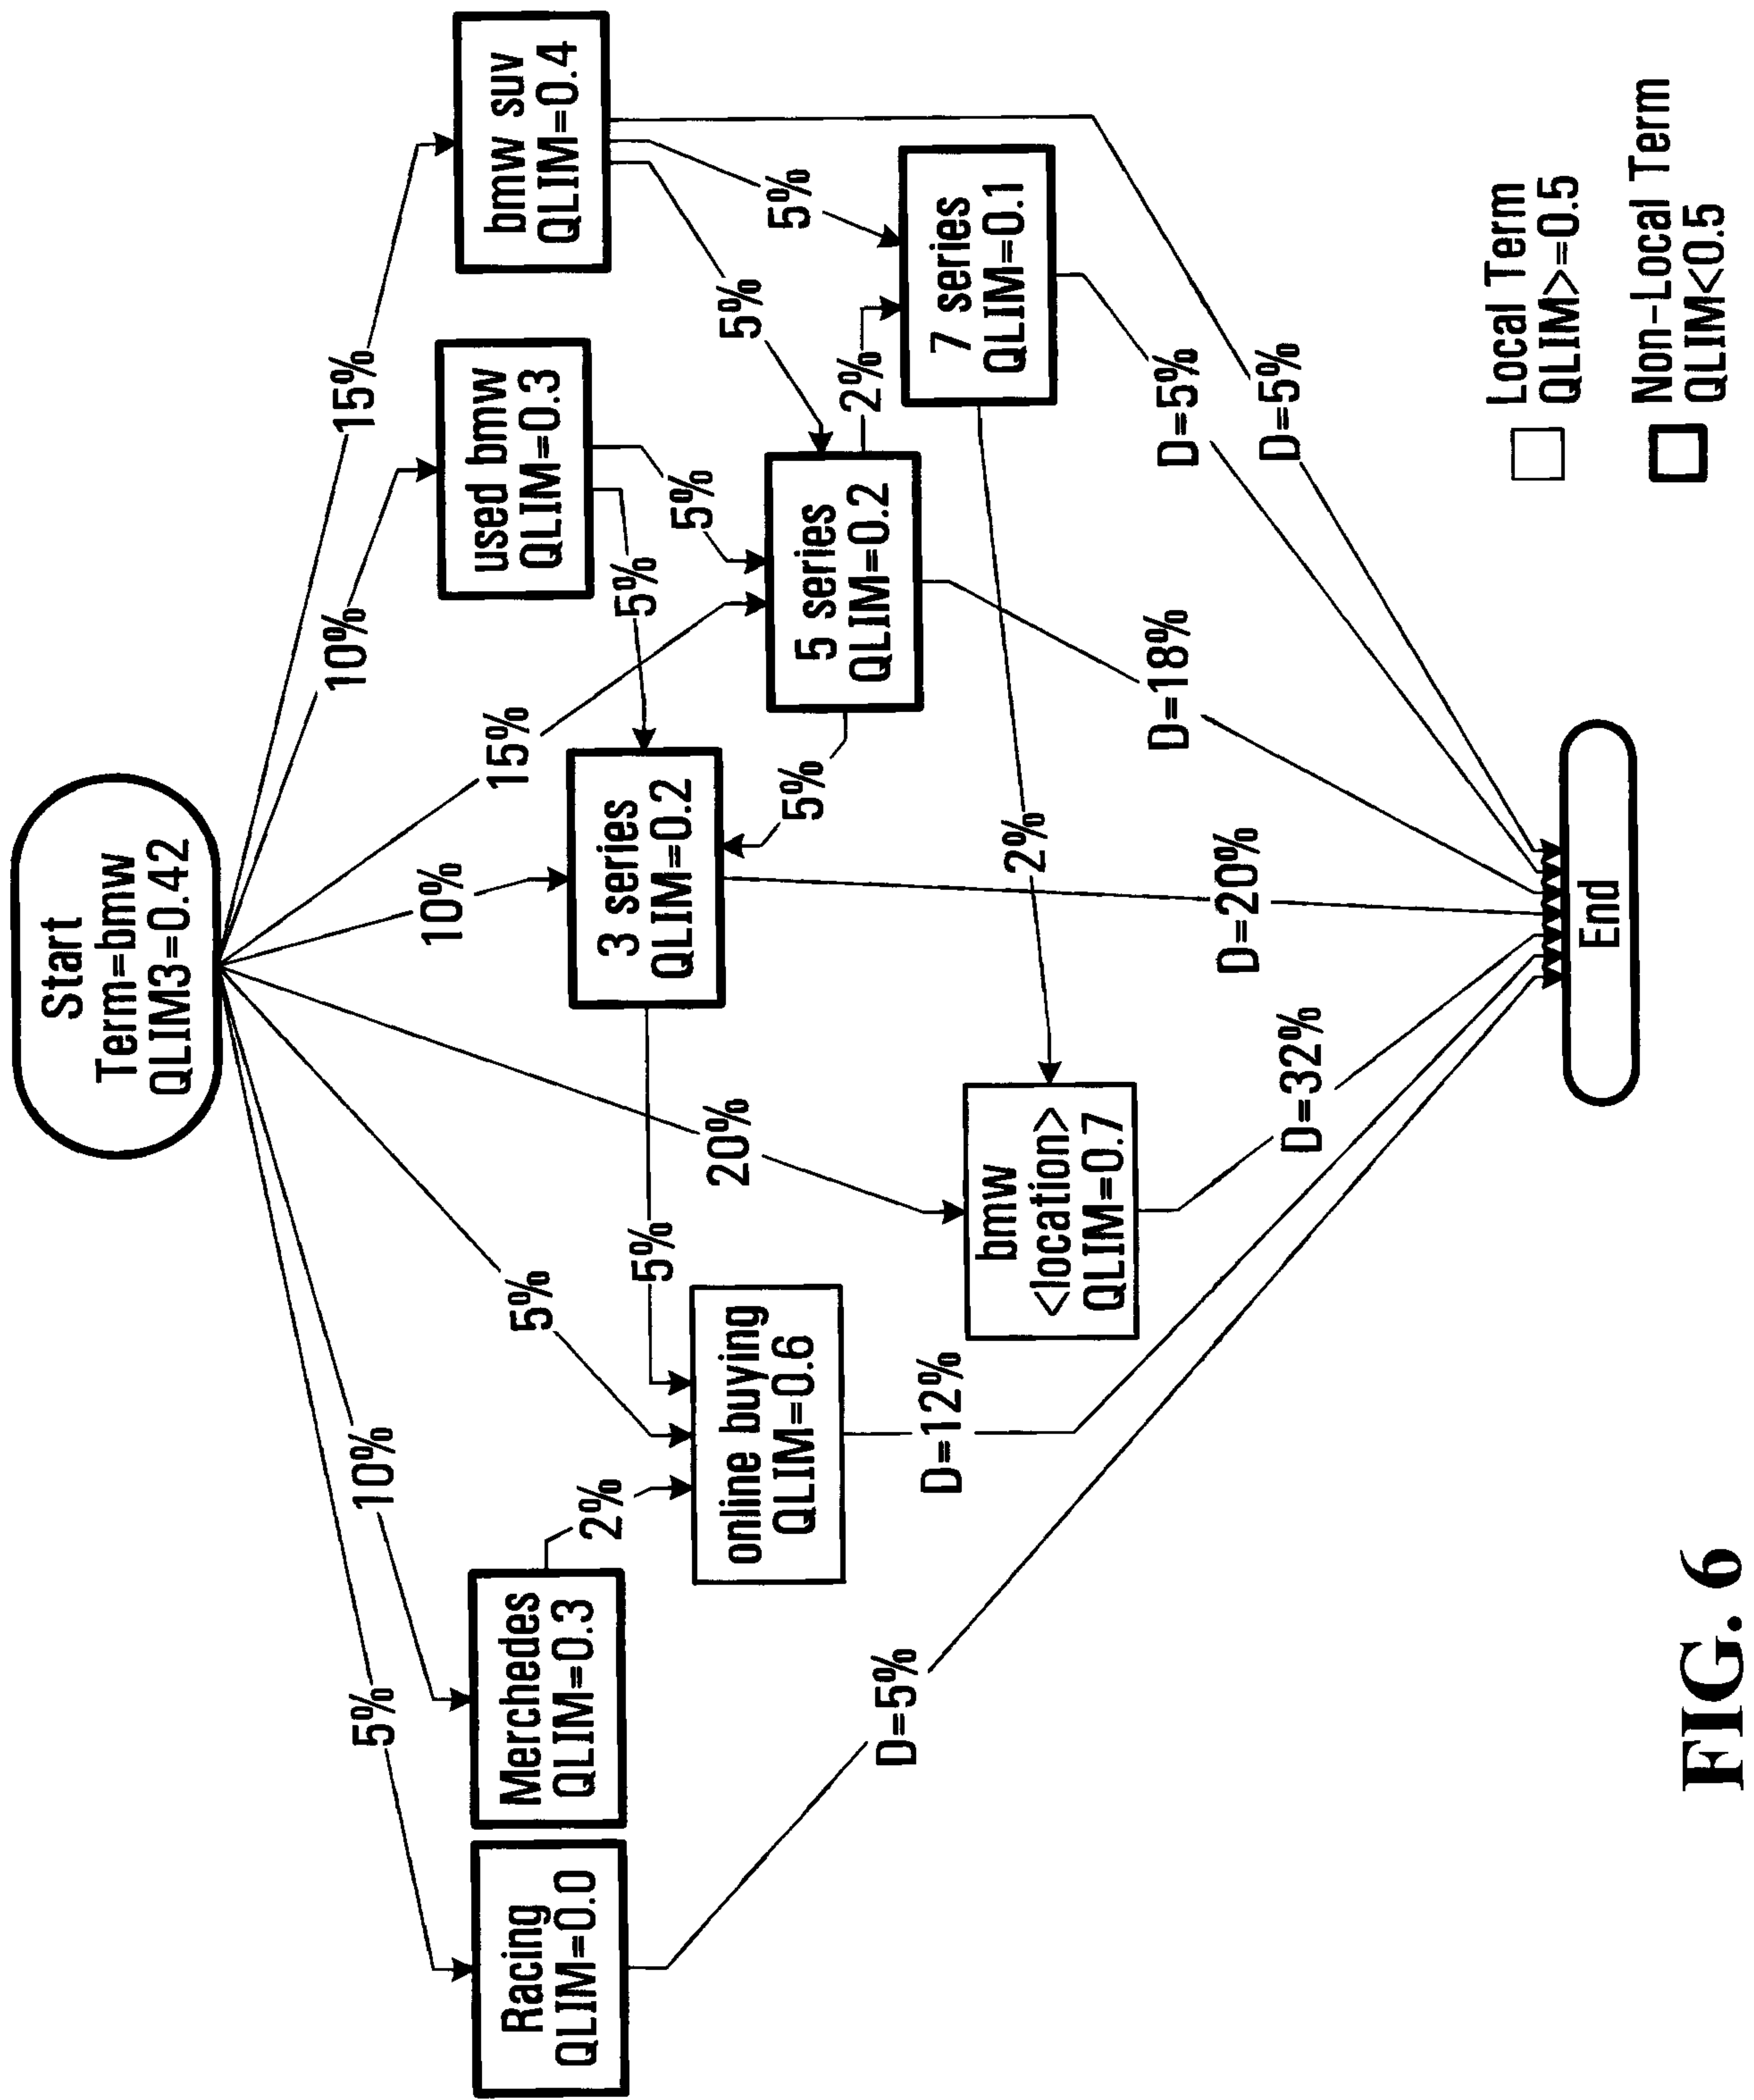 Start
Term=bmw
QLIM3=0.42
5%
10%
5%
20%
10%
15%
10%
15%
Racing
QLIM=0.0
Merchedes
QLIM=0.3
used bmw
QLIM=0.3
bmw suv
QLIM=0.4
2%
5%
5%
5%
5%
5%
3 series
QLIM=0.2
online buying
QLIM=0.6
5%
5 series
QLIM=0.2
2%
7 series
QLIM=0.1
bmw
<location>
QLIM=0.7
2%
D=5%
D=12%
D=32%
D=20%
D=18%
D=5%
D=5%
End
Local Term
QLIM>=0.5
Non-Local Term
QLIM<0.5
FIG. 6